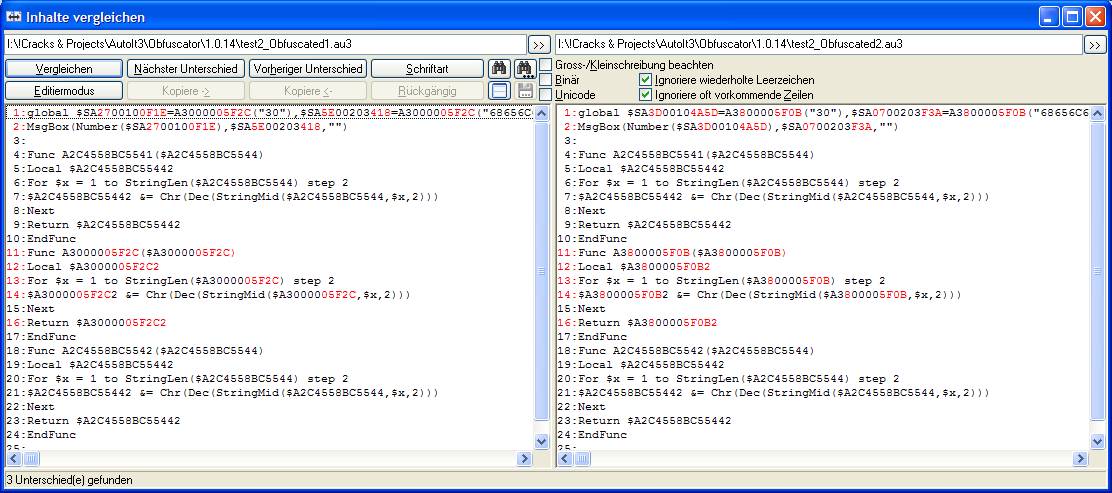 Inhalte vergleichen
I:\!Cracks & Projects\AutoIt3\Obfuscator\1.0.14\test2_Obfuscated1.au3 >> I:\!Cracks & Projects\AutoIt3\Obfuscator\1.0.14\test2_Obfuscated2.au3 >>
Vergleichen Nächster Unterschied Vorheriger Unterschied Schriftart
Editiermodus Kopiere -> Kopiere <- Rückgängig
Gross-/Kleinschreibung beachten
Binär Ignoriere wiederholte Leerzeichen
Unicode Ignoriere oft vorkommende Zeilen
1:global $SA2700100F1E=A3000005F2C("30"),$SA5E00203418=A3000005F2C("68656C
2:MsgBox(Number($SA2700100F1E),$SA5E00203418,"")
3:
4:Func A2C4558BC5541($A2C4558BC5544)
5:Local $A2C4558BC55442
6:For $x = 1 to StringLen($A2C4558BC5544) step 2
7:$A2C4558BC55442 &= Chr(Dec(StringMid($A2C4558BC5544,$x,2)))
8:Next
9:Return $A2C4558BC55442
10:EndFunc
11:Func A3000005F2C($A3000005F2C)
12:Local $A3000005F2C2
13:For $x = 1 to StringLen($A3000005F2C) step 2
14:$A3000005F2C2 &= Chr(Dec(StringMid($A3000005F2C,$x,2)))
15:Next
16:Return $A3000005F2C2
17:EndFunc
18:Func A2C4558BC5542($A2C4558BC5544)
19:Local $A2C4558BC55442
20:For $x = 1 to StringLen($A2C4558BC5544) step 2
21:$A2C4558BC55442 &= Chr(Dec(StringMid($A2C4558BC5544,$x,2)))
22:Next
23:Return $A2C4558BC55442
24:EndFunc
25:
1:global $SA3D00104A5D=A3800005F0B("30"),$SA0700203F3A=A3800005F0B("68656C6
2:MsgBox(Number($SA3D00104A5D),$SA0700203F3A,"")
3:
4:Func A2C4558BC5541($A2C4558BC5544)
5:Local $A2C4558BC55442
6:For $x = 1 to StringLen($A2C4558BC5544) step 2
7:$A2C4558BC55442 &= Chr(Dec(StringMid($A2C4558BC5544,$x,2)))
8:Next
9:Return $A2C4558BC55442
10:EndFunc
11:Func A3800005F0B($A3800005F0B)
12:Local $A3800005F0B2
13:For $x = 1 to StringLen($A3800005F0B) step 2
14:$A3800005F0B2 &= Chr(Dec(StringMid($A3800005F0B,$x,2)))
15:Next
16:Return $A3800005F0B2
17:EndFunc
18:Func A2C4558BC5542($A2C4558BC5544)
19:Local $A2C4558BC55442
20:For $x = 1 to StringLen($A2C4558BC5544) step 2
21:$A2C4558BC55442 &= Chr(Dec(StringMid($A2C4558BC5544,$x,2)))
22:Next
23:Return $A2C4558BC55442
24:EndFunc
25:
3 Unterschied(e) gefunden